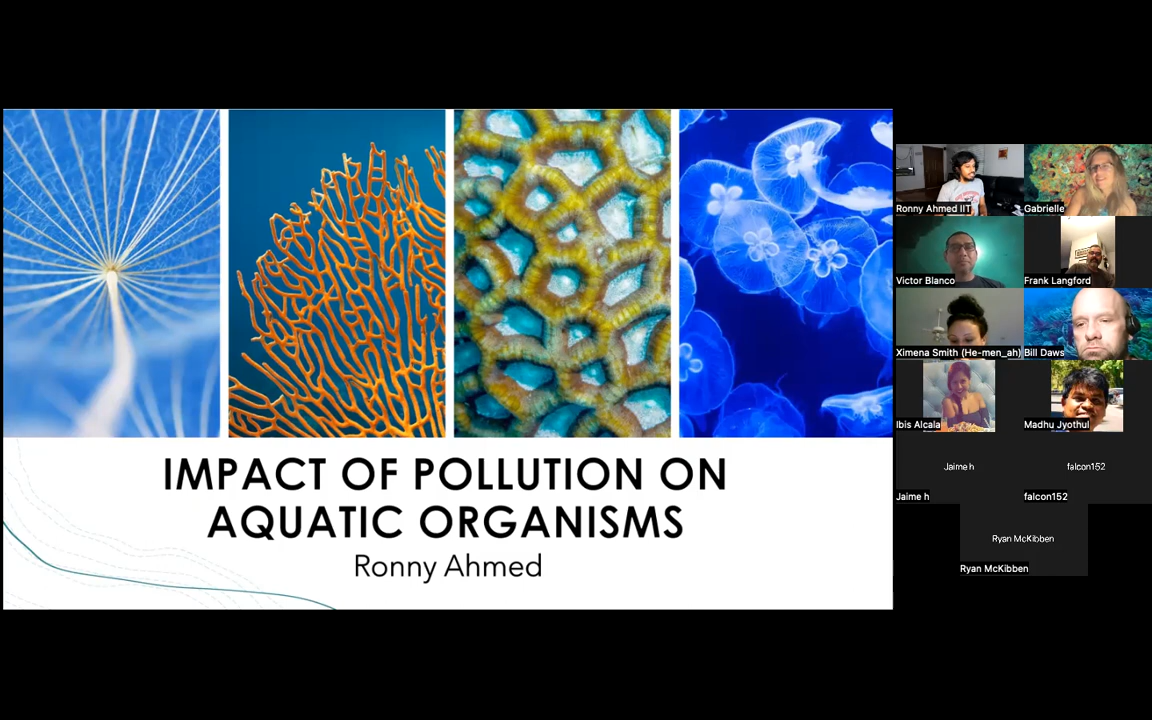 IMPACT OF POLLUTION ON
AQUATIC ORGANISMS
Ronny Ahmed
Ronny Ahmed IIT
Gabrielle
Victor Blanco
Frank Langford
Ximena Smith (He-men_ah)
Bill Daws
Ibis Alcala
Madhu Jyothul
Jaime h
falcon152
Jaime h
falcon152
Ryan McKibben
Ryan McKibben